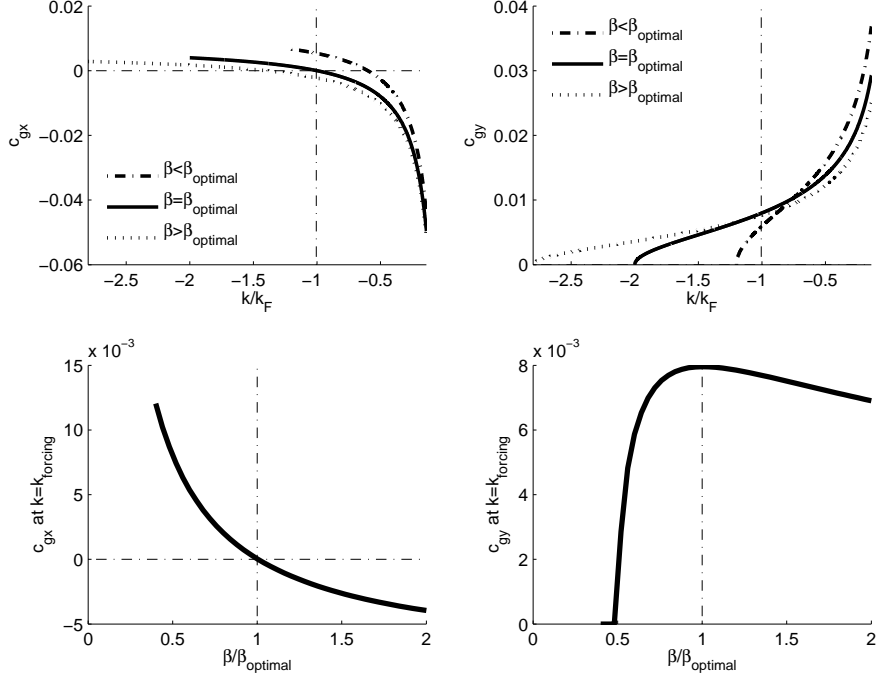 0.02
0
−0.02
−0.04
−0.06
c_gx
β<β_optimal
β=β_optimal
β>β_optimal
−2.5 −2 −1.5 −1 −0.5
k/k_F
0.04
0.03
0.02
0.01
0
c_gy
β<β_optimal
β=β_optimal
β>β_optimal
−2.5 −2 −1.5 −1 −0.5
k/k_F
x 10^−3
15
10
5
0
−5
c_gx at k=k_forcing
0 0.5 1 1.5 2
β/β_optimal
x 10^−3
8
6
4
2
0
c_gy at k=k_forcing
0 0.5 1 1.5 2
β/β_optimal